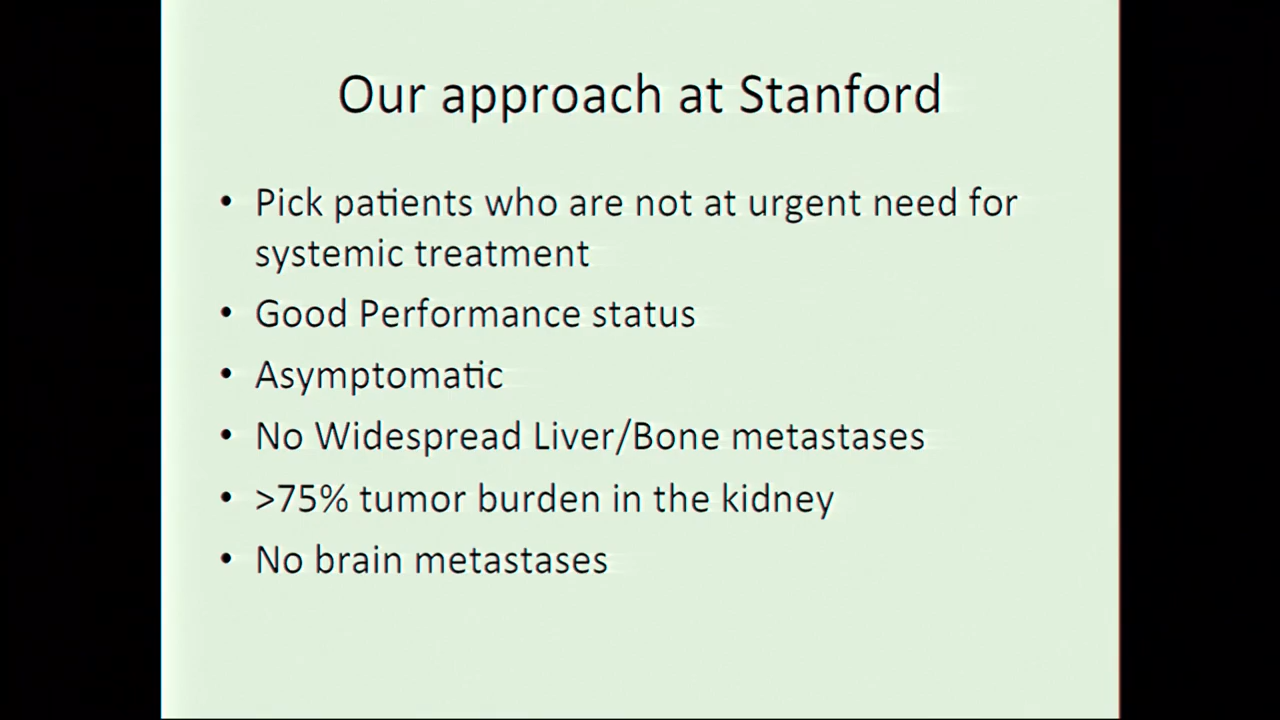 Our approach at Stanford
• Pick patients who are not at urgent need for
systemic treatment
• Good Performance status
• Asymptomatic
• No Widespread Liver/Bone metastases
• >75% tumor burden in the kidney
• No brain metastases